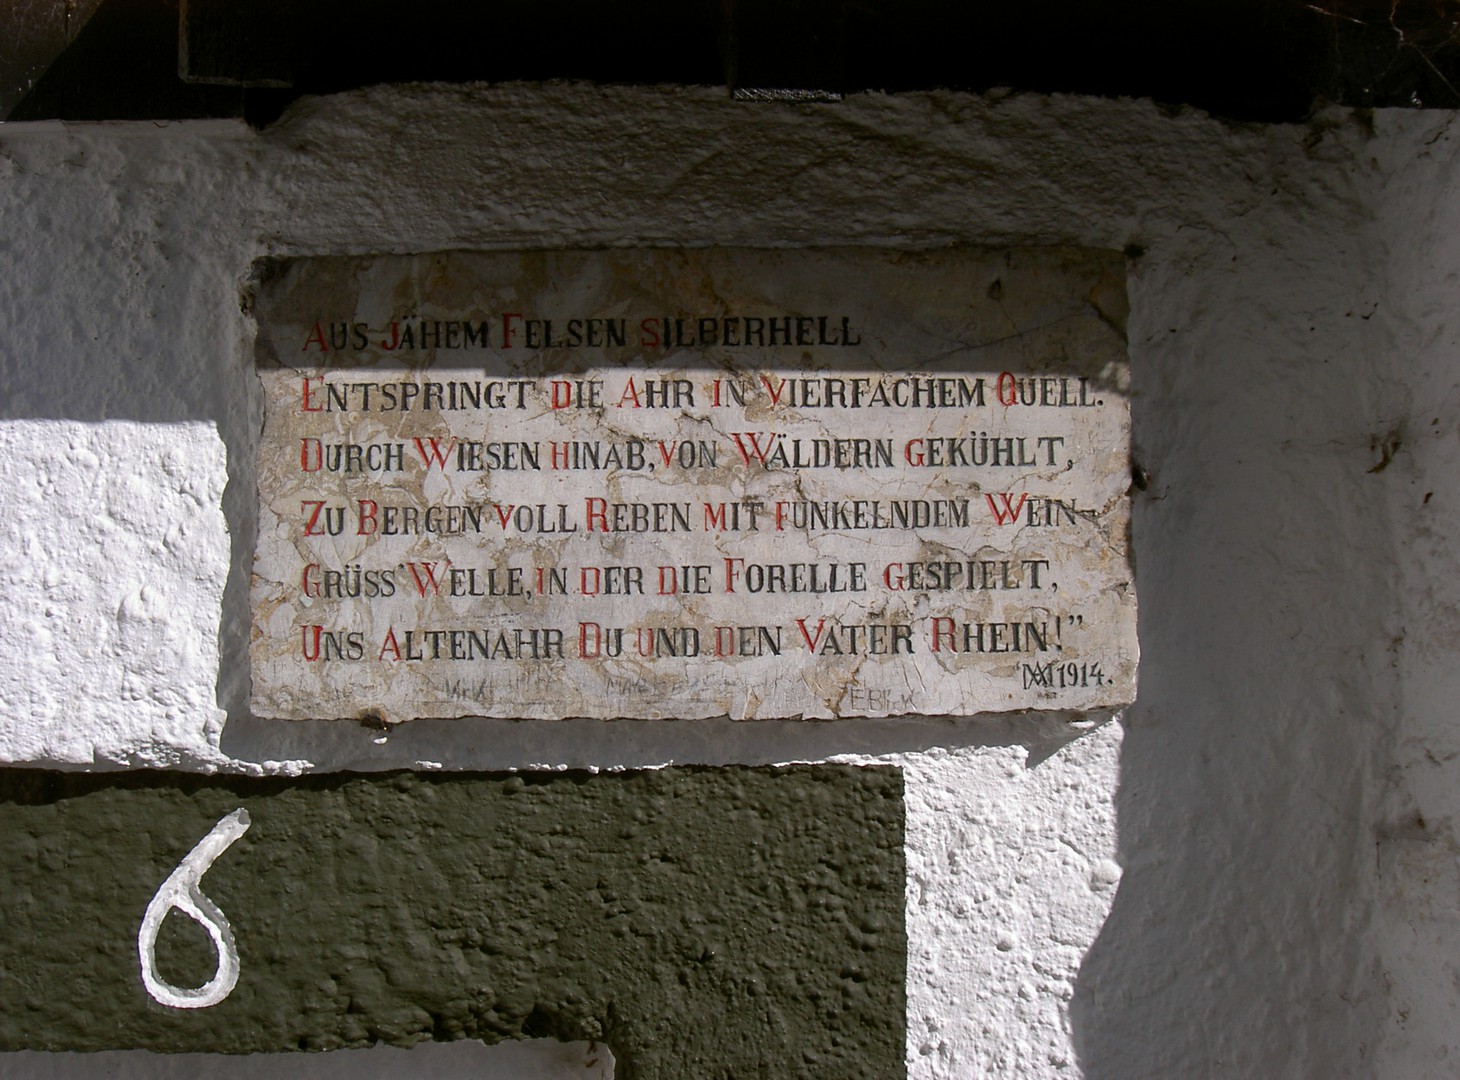 Aus jähem Felsen silberhell
Entspringt die Ahr in vierfachem Quell.
Durch Wiesen hinab, von Wäldern gekühlt,
Zu Bergen voll Reben mit funkelndem Wein-
Grüss' Welle, in der die Forelle gespielt,
Uns Altenahr Du und den Vater Rhein!"
1914.
6